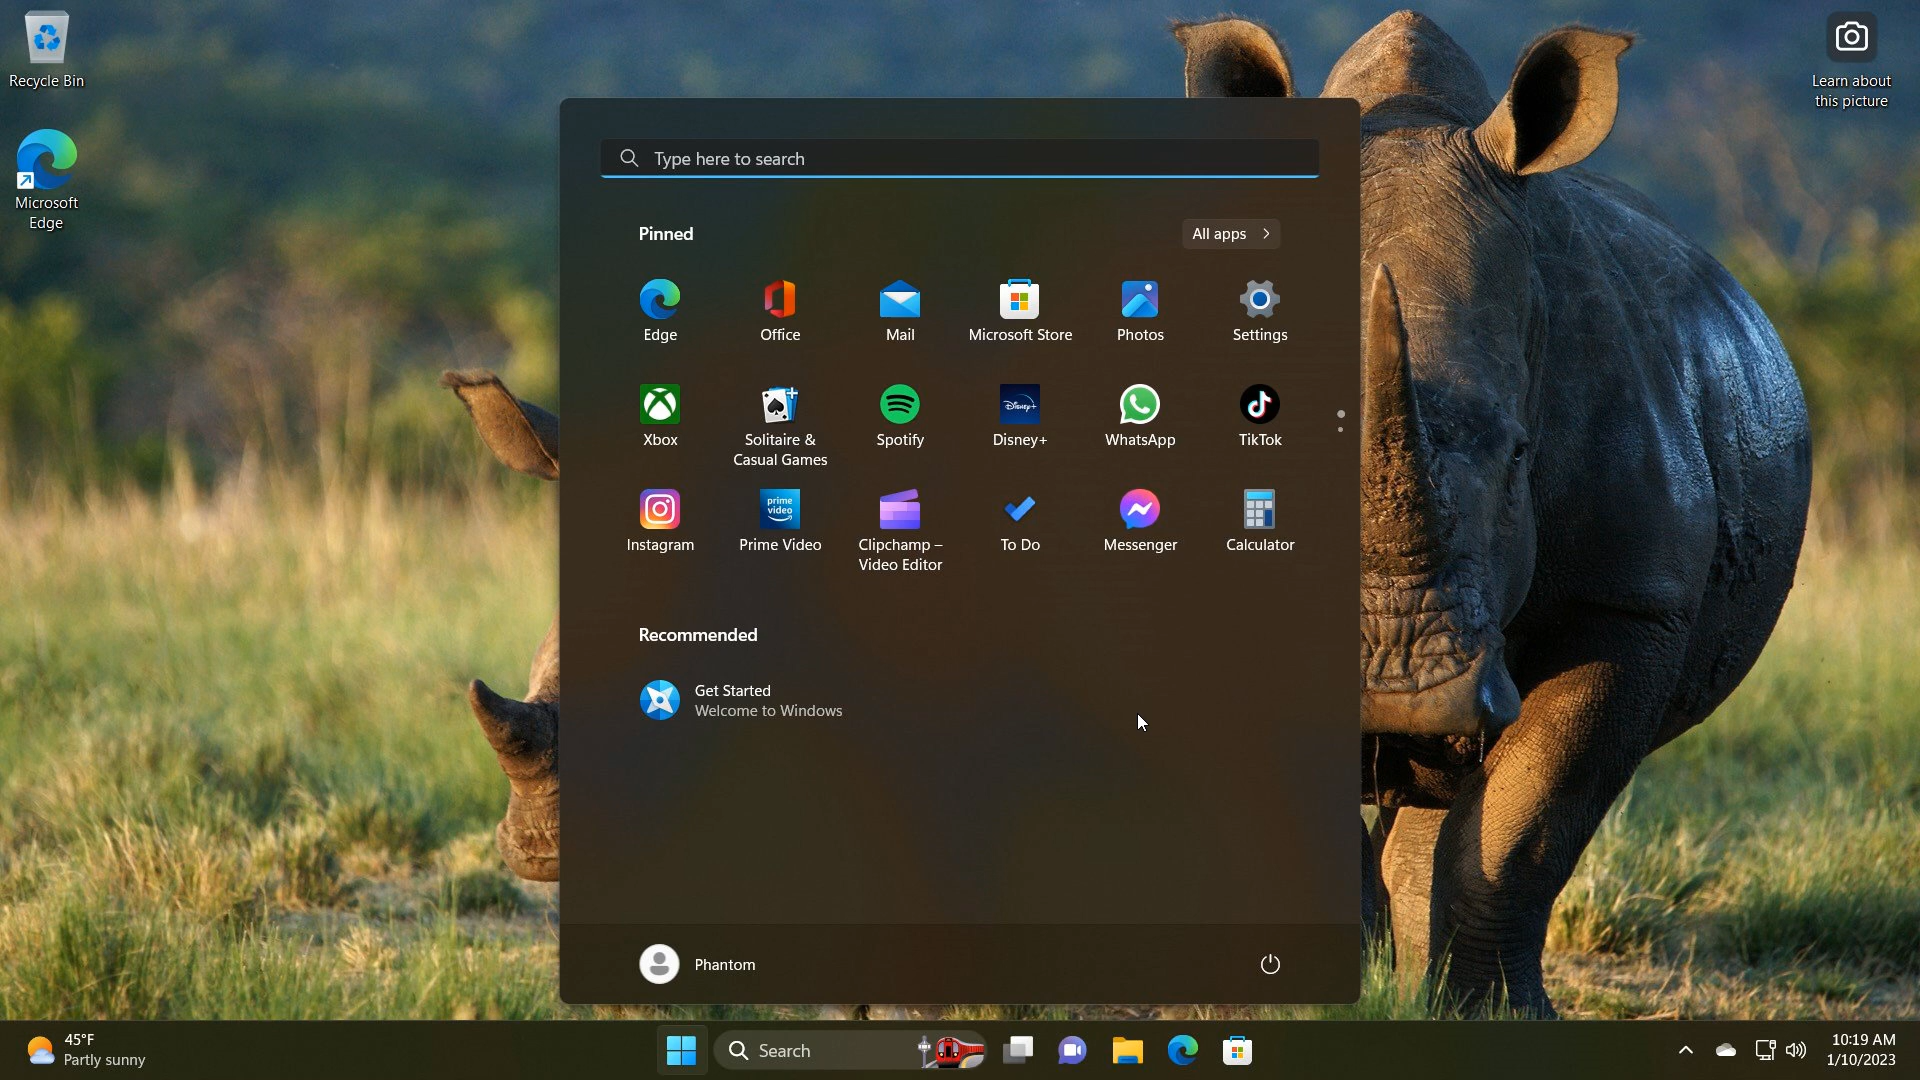 Recycle Bin
Microsoft
Edge
Learn about
this picture
Type here to search
Pinned
All apps
Edge
Office
Mail
Microsoft Store
Photos
Settings
Xbox
Solitaire &
Casual Games
Spotify
Disney+
Disney+
WhatsApp
TikTok
Instagram
prime
video
Prime Video
Clipchamp –
Video Editor
To Do
Messenger
Calculator
Recommended
Get Started
Welcome to Windows
Phantom
45°F
Partly sunny
Search
10:19 AM
1/10/2023